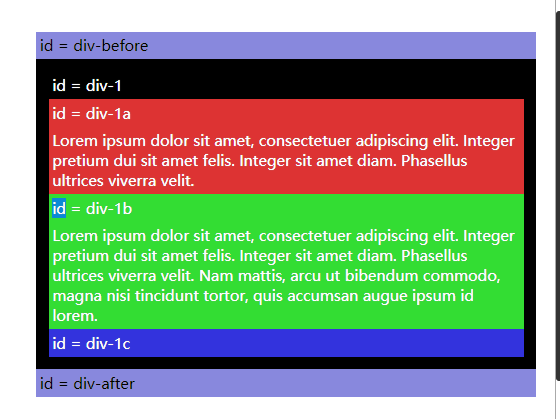 id = div-before
id = div-1
id = div-1a
Lorem ipsum dolor sit amet, consectetuer adipiscing elit. Integer
pretium dui sit amet felis. Integer sit amet diam. Phasellus
ultrices viverra velit.
id = div-1b
Lorem ipsum dolor sit amet, consectetuer adipiscing elit. Integer
pretium dui sit amet felis. Integer sit amet diam. Phasellus
ultrices viverra velit. Nam mattis, arcu ut bibendum commodo,
magna nisi tincidunt tortor, quis accumsan augue ipsum id
lorem.
id = div-1c
id = div-after